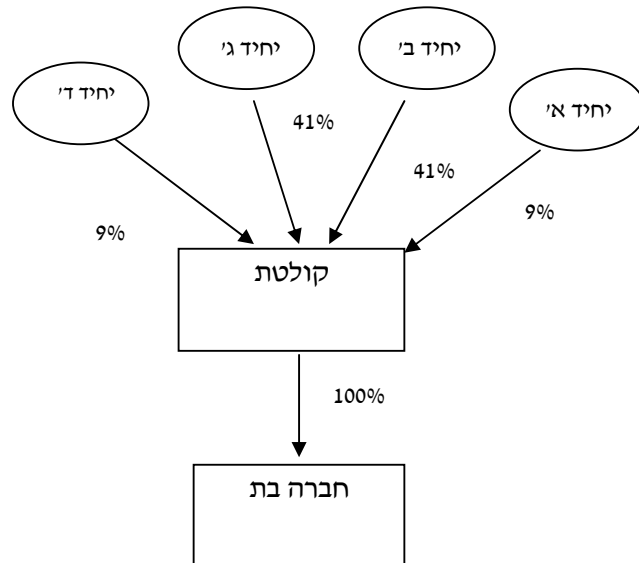 יחיד א'
יחיד ב'
יחיד ג'
יחיד ד'
41%
41%
9%
9%
קולטת
100%
חברה בת